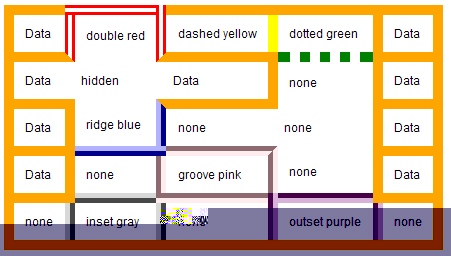 Data double red dashed yellow dotted green Data
Data hidden Data none Data
Data ridge blue none none Data
Data none groove pink none Data
none inset gray outset purple none